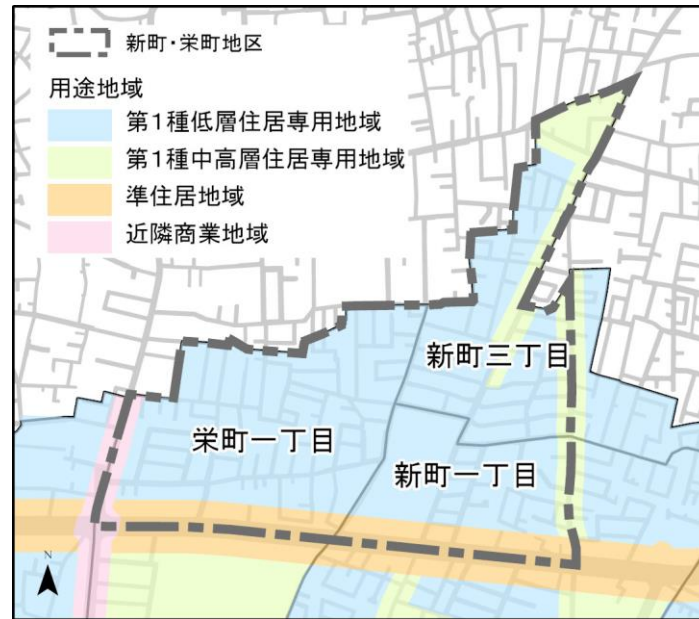 新町・栄町地区
用途地域
第1種低層住居専用地域
第1種中高層住居専用地域
準住居地域
近隣商業地域
新町三丁目
栄町一丁目
新町一丁目
N